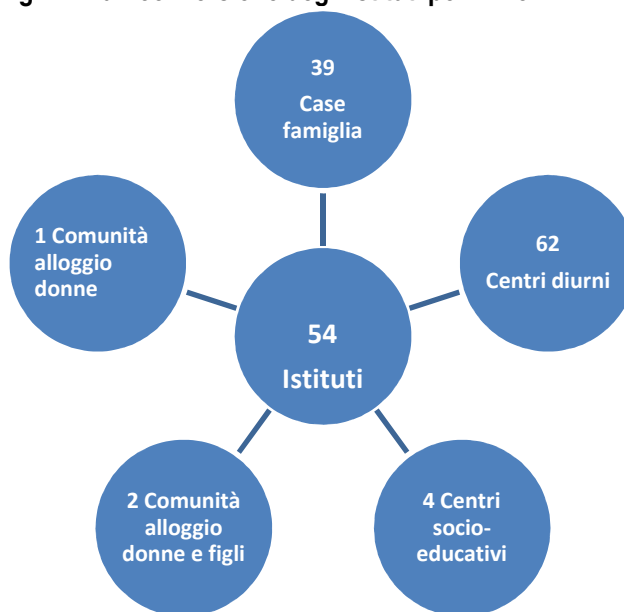 39
Case
famiglia
1 Comunità
alloggio
donne
62
Centri diurni
54
Istituti
2 Comunità
alloggio
donne e figli
4 Centri
socio-
educativi